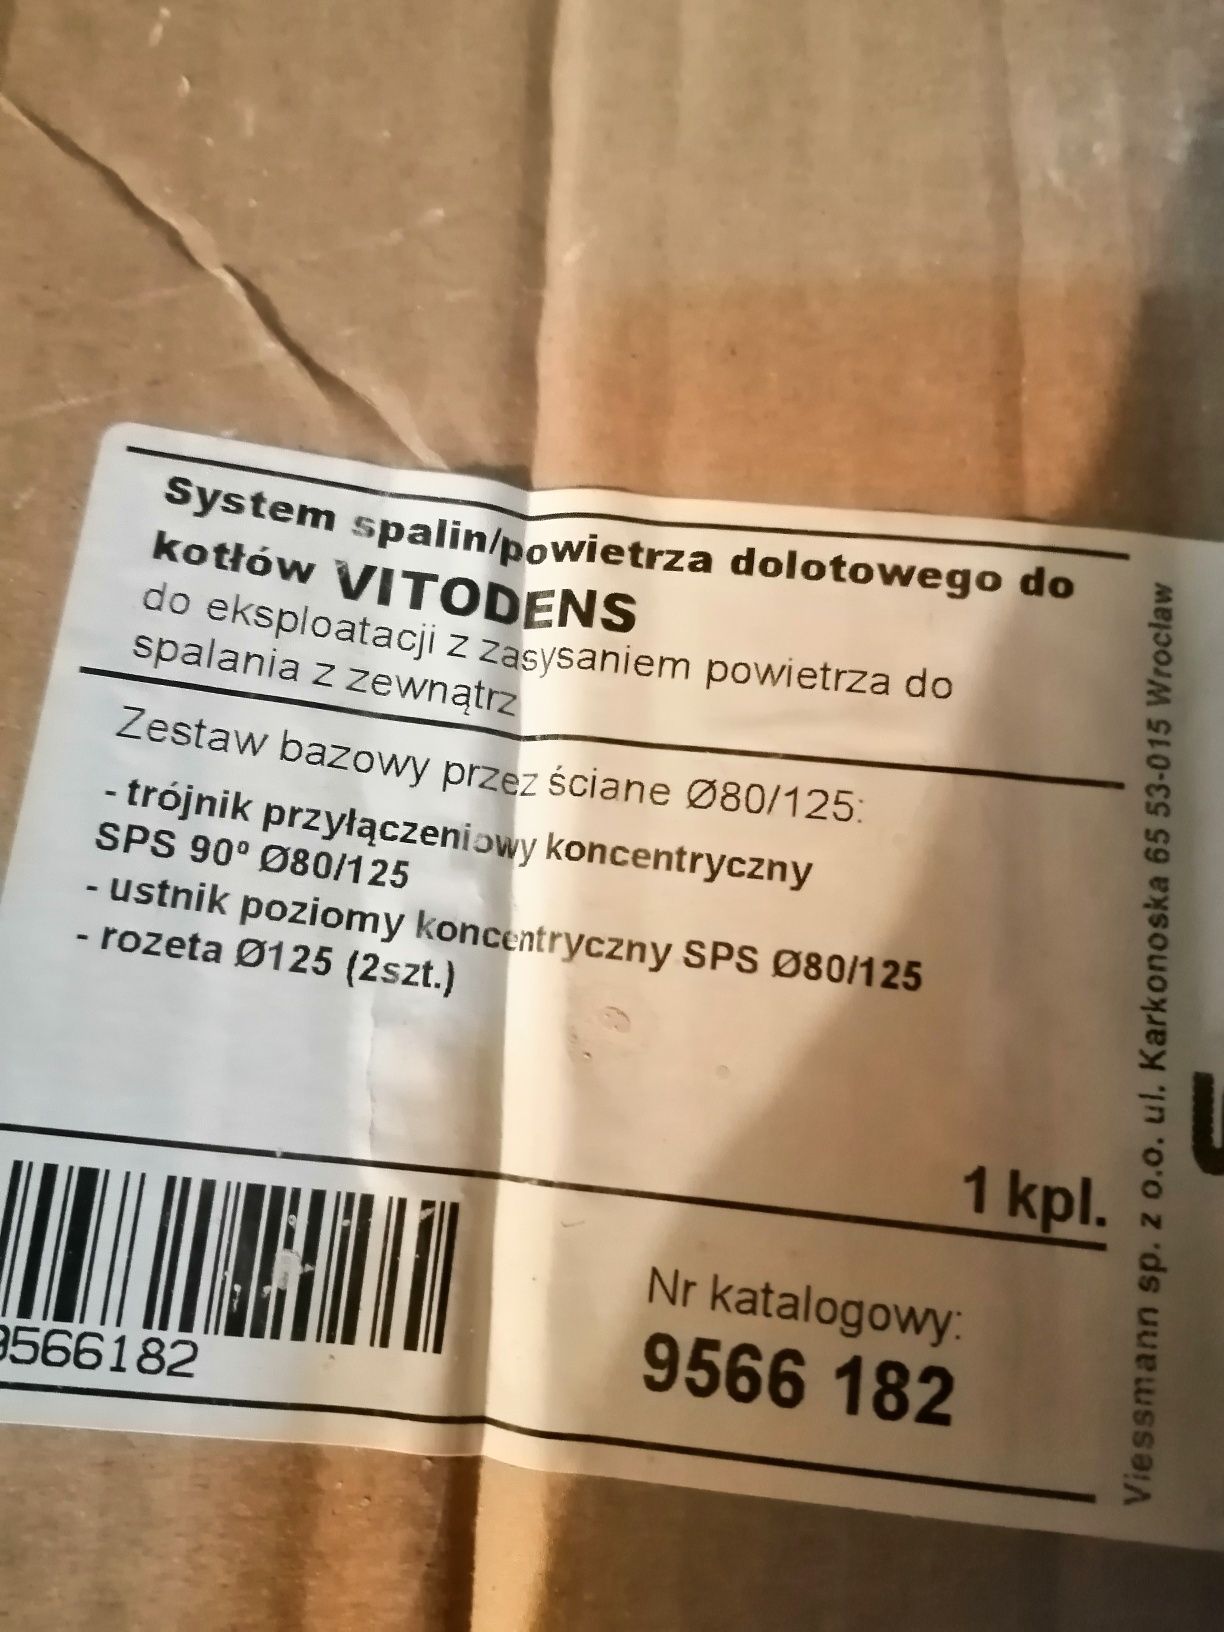 System spalin/powietrza dolotowego do
kotłów VITODENS
do eksploatacji z zasysaniem powietrza do
spalania z zewnątrz
Zestaw bazowy przez ściane Ø80/125:
- trójnik przyłączeniowy koncentryczny
SPS 90º Ø80/125
- ustnik poziomy koncentryczny SPS Ø80/125
- rozeta Ø125 (2szt.)
1 kpl.
9566182
Nr katalogowy:
9566 182
Viessmann sp. z o.o. ul. Karkonoska 65 53-015 Wrocław